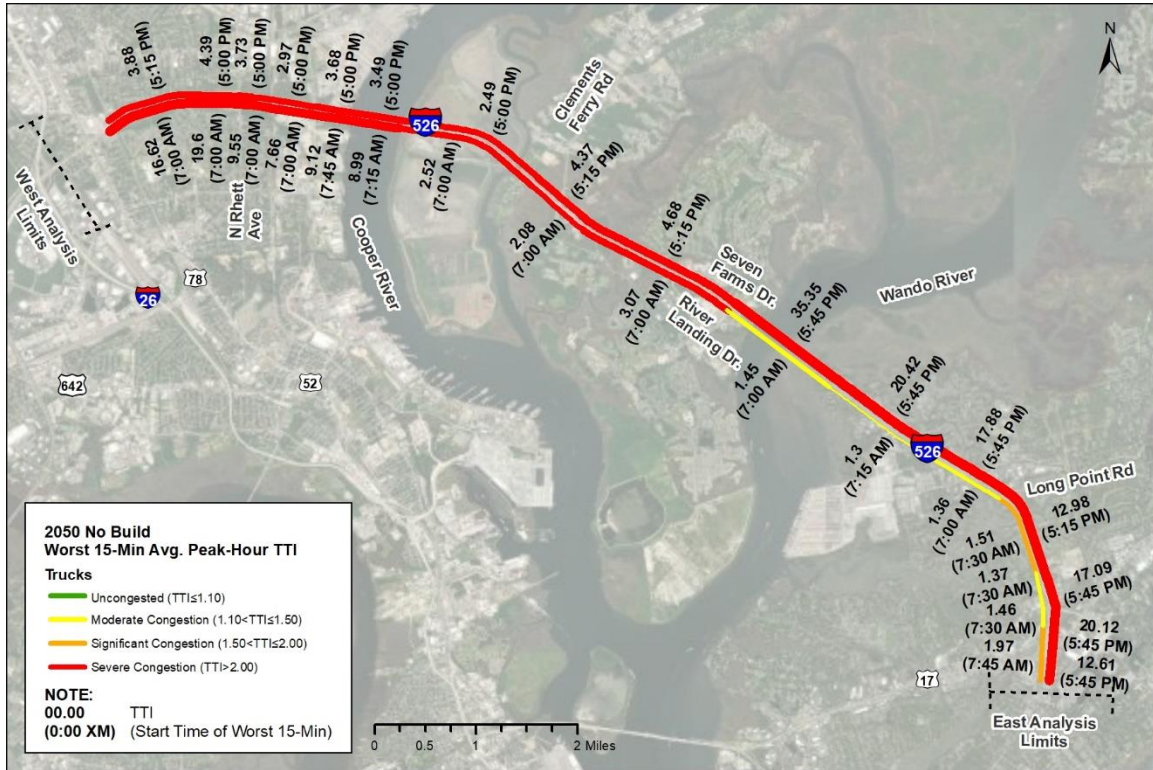 3.88
(5:15 PM)
4.39
(5:00 PM)
3.73
(5:00 PM)
2.97
(5:00 PM)
3.68
(5:00 PM)
3.49
(5:00 PM)
2.49
(5:00 PM)
Clements
Ferry Rd
N
526
16.62
(7:00 AM)
19.6
(7:00 AM)
9.55
(7:00 AM)
7.66
(7:00 AM)
9.12
(7:45 AM)
8.99
(7:15 AM)
2.52
(7:00 AM)
4.37
(5:15 PM)
West Analysis
Limits
N Rhett
Ave
Cooper River
2.08
(7:00 AM)
4.68
(5:15 PM)
Seven
Farms Dr.
Wando River
78
26
3.07
(7:00 AM)
River
Landing Dr.
35.35
(5:45 PM)
642
52
1.45
(7:00 AM)
20.42
(5:45 PM)
526
17.88
(5:45 PM)
1.3
(7:15 AM)
Long Point Rd
1.36
(7:00 AM)
12.98
(5:15 PM)
1.51
(7:30 AM)
1.37
(7:30 AM)
17.09
(5:45 PM)
1.46
(7:30 AM)
20.12
(5:45 PM)
1.97
(7:45 AM)
12.61
(5:45 PM)
17
East Analysis
Limits
2050 No Build
Worst 15-Min Avg. Peak-Hour TTI
Trucks
Uncongested (TTI≤1.10)
Moderate Congestion (1.10<TTI≤1.50)
Significant Congestion (1.50<TTI≤2.00)
Severe Congestion (TTI>2.00)
NOTE:
00.00 TTI
(0:00 XM) (Start Time of Worst 15-Min)
0 0.5 1 2 Miles